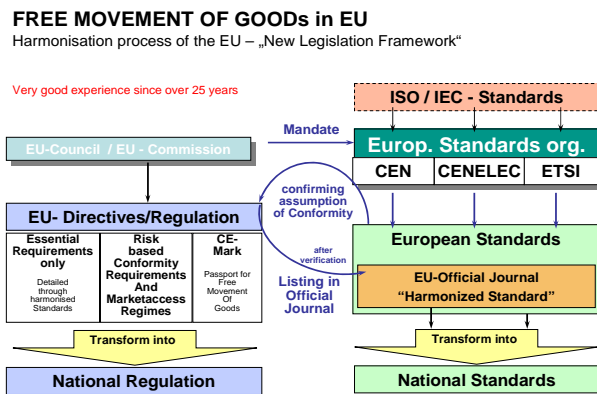 FREE MOVEMENT OF GOODs in EU
Harmonisation process of the EU – „New Legislation Framework“
Very good experience since over 25 years
ISO / IEC - Standards
Mandate
EU-Council / EU - Commission
Europ. Standards org.
CEN
CENELEC
ETSI
confirming
assumption
of Conformity
EU- Directives/Regulation
Essential
Requirements
only
Detailed
through
harmonised
Standards
Risk
based
Conformity
Requirements
And
Marketaccess
Regimes
CE-
Mark
Passport for
Free
Movement
Of
Goods
after
verification
Listing in
Official
Journal
European Standards
EU-Official Journal
“Harmonized Standard”
Transform into
Transform into
National Regulation
National Standards